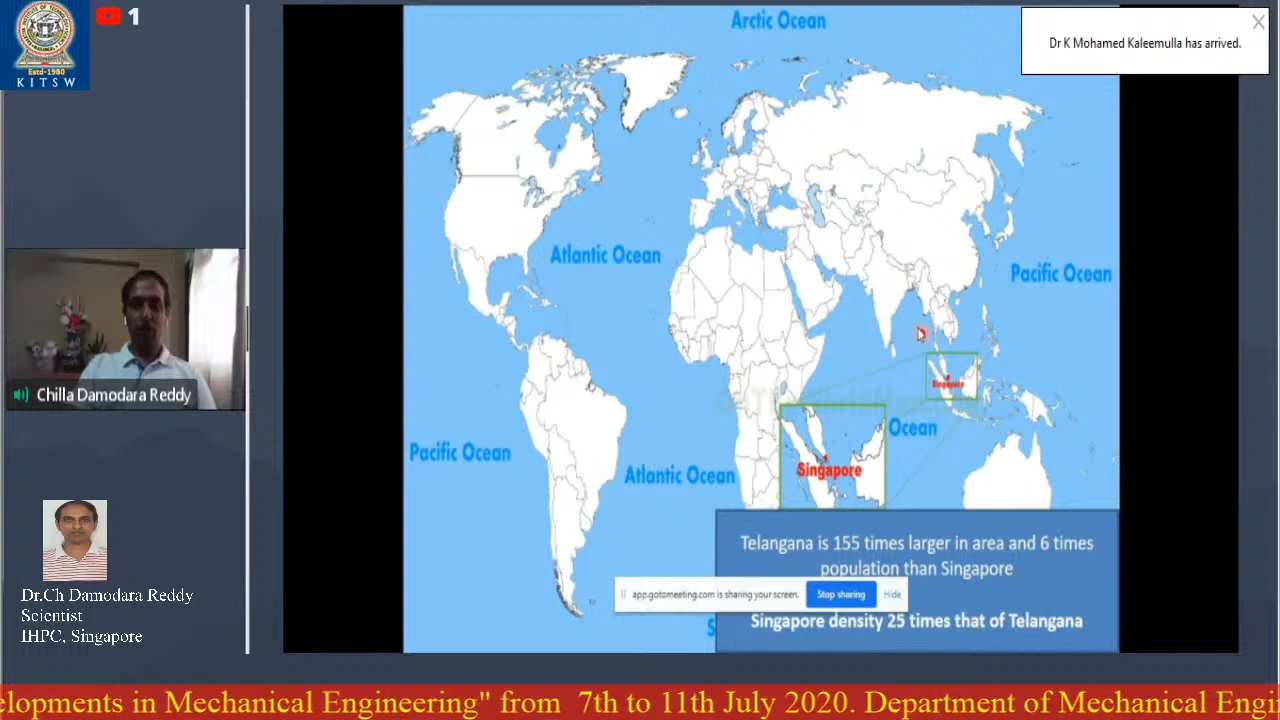 Estd-1980
K I T S W
1
Arctic Ocean
Dr K Mohamed Kaleemulla has arrived.
Atlantic Ocean
Pacific Ocean
Singapore
Ocean
Pacific Ocean
Atlantic Ocean
Singapore
Chilla Damodara Reddy
Telangana is 155 times larger in area and 6 times
population than Singapore
app.gotomeeting.com is sharing your screen.
Stop sharing
Hide
Singapore density 25 times that of Telangana
Dr.Ch Damodara Reddy
Scientist
IHPC, Singapore
elopments in Mechanical Engineering" from 7th to 11th July 2020. Department of Mechanical Engi